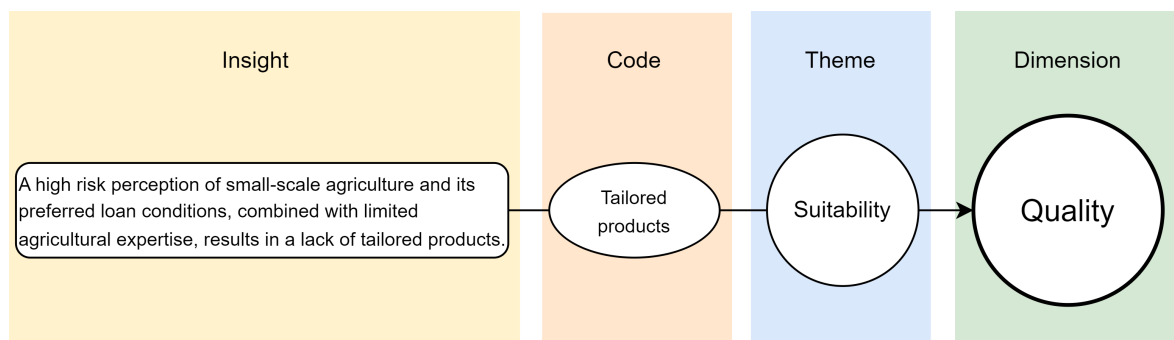 Insight
Code
Theme
Dimension
A high risk perception of small-scale agriculture and its
preferred loan conditions, combined with limited
agricultural expertise, results in a lack of tailored products.
Tailored
products
Suitability
Quality